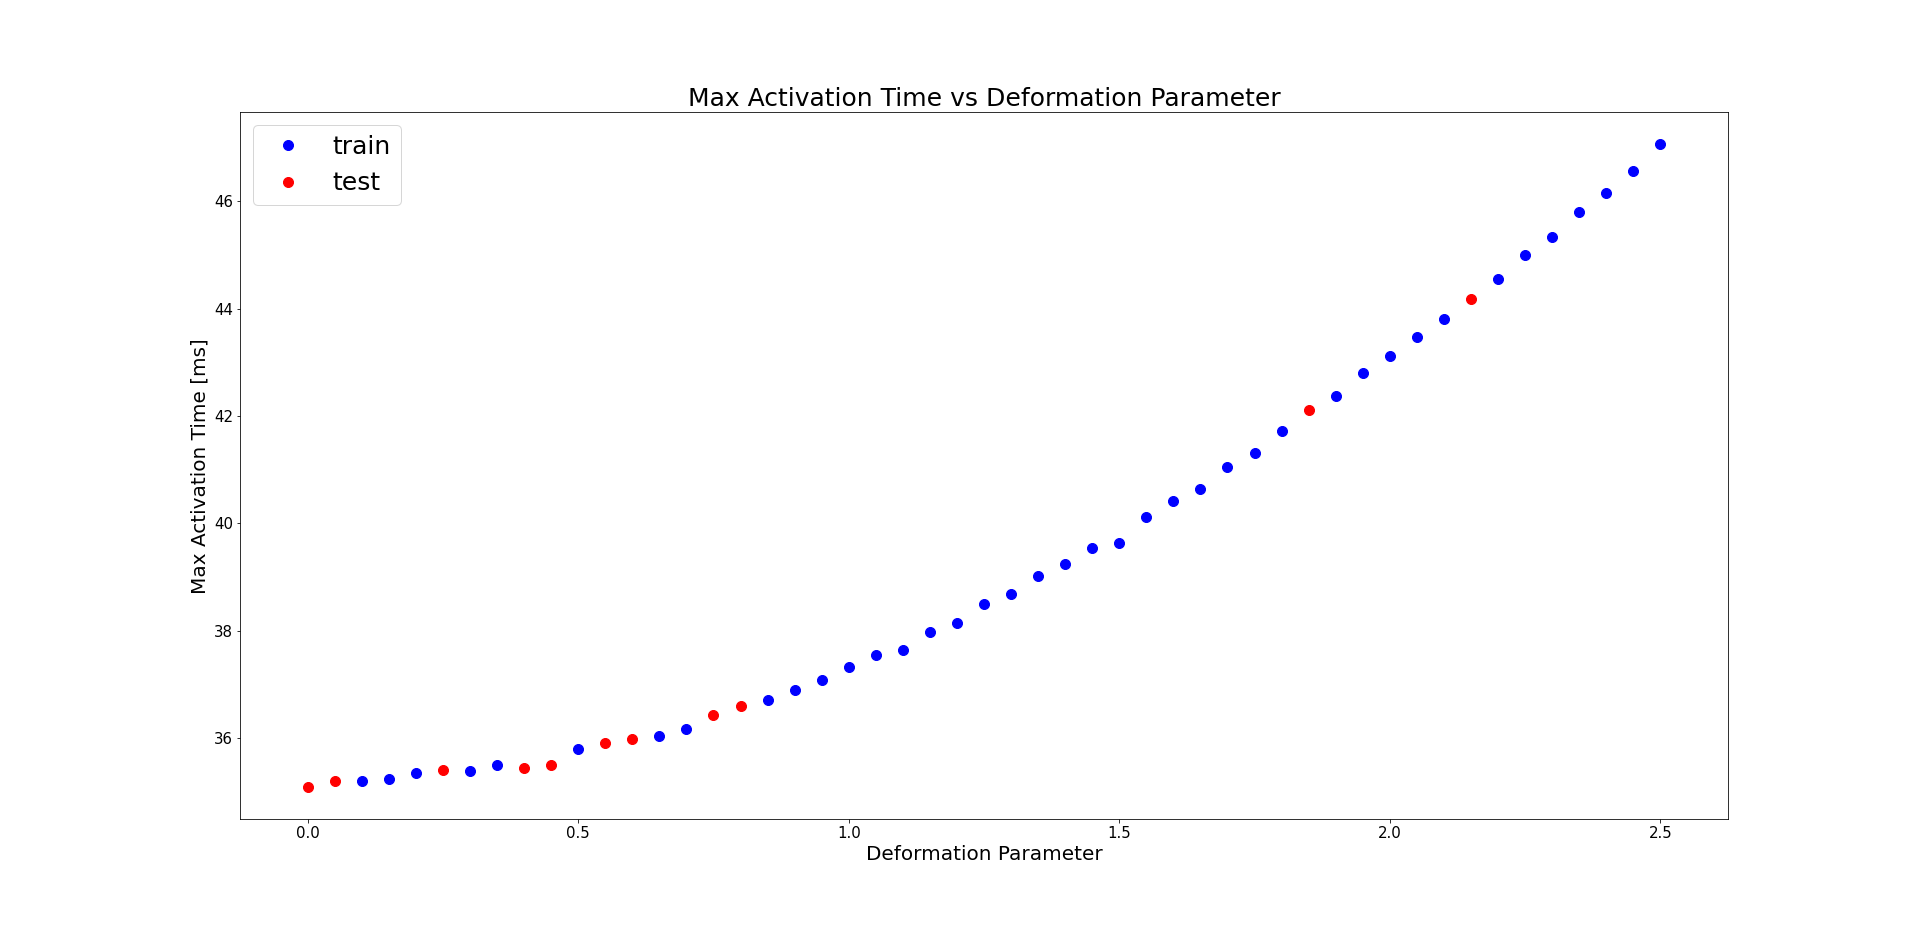 Max Activation Time vs Deformation Parameter
train
test
46
44
42
40
38
36
Max Activation Time [ms]
0.0 0.5 1.0 1.5 2.0 2.5
Deformation Parameter